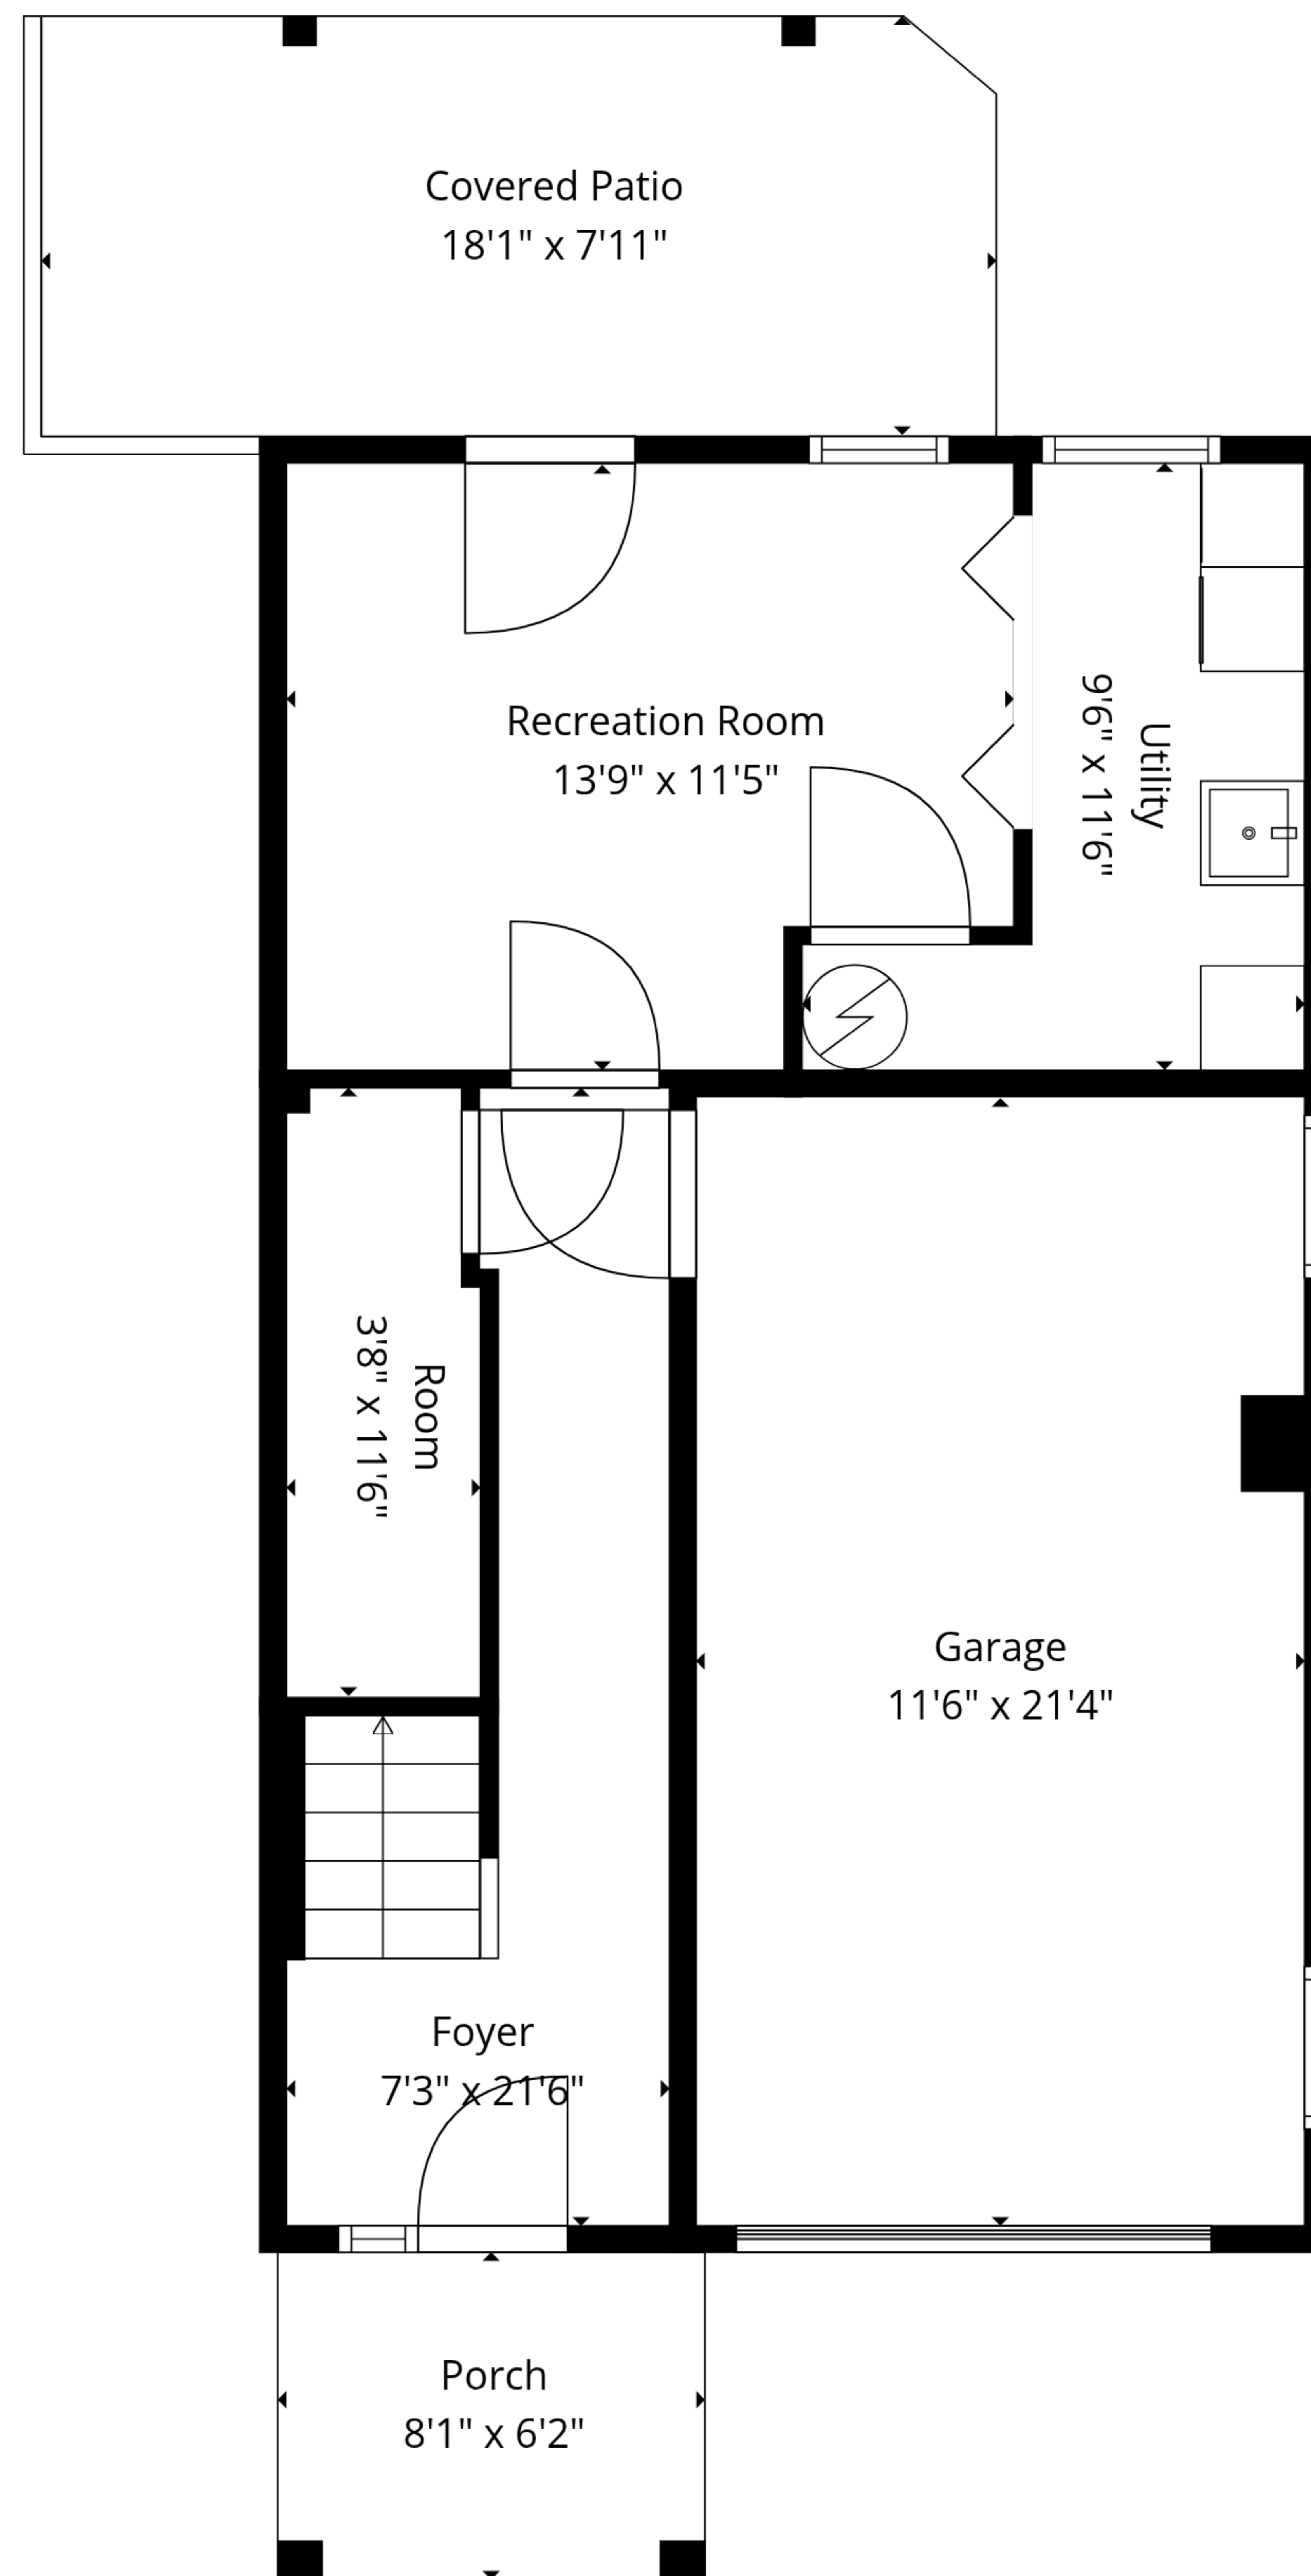 Covered Patio
18'1" x 7'11"
Recreation Room
13'9" x 11'5"
Utility
9'6" x 11'6"
Room
3'8" x 11'6"
Garage
11'6" x 21'4"
Foyer
7'3" x 21'6"
Porch
8'1" x 6'2"